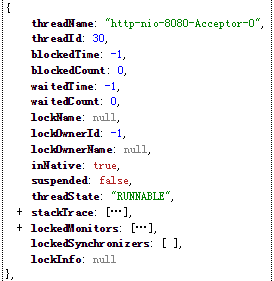 {
threadName: "http-nio-8080-Acceptor-0",
threadId: 30,
blockedTime: -1,
blockedCount: 0,
waitedTime: -1,
waitedCount: 0,
lockName: null,
lockOwnerId: -1,
lockOwnerName: null,
inNative: true,
suspended: false,
threadState: "RUNNABLE",
+ stackTrace: [⋯],
+ lockedMonitors: [⋯],
lockedSynchronizers: [ ],
lockInfo: null
},